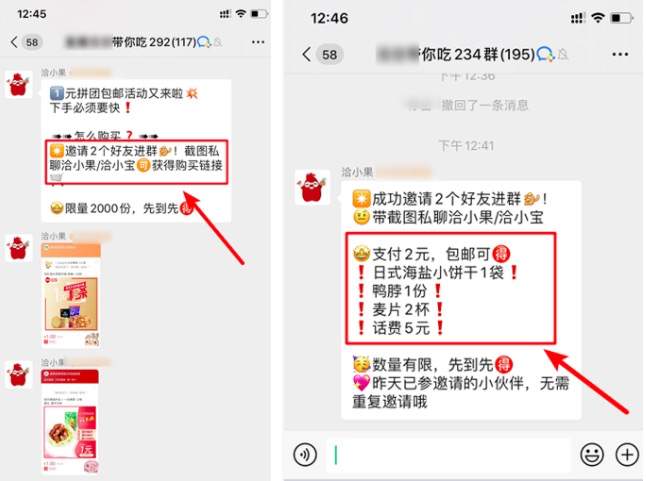 12:45
58
带你吃 292(117)
洽小果
1元拼团包邮活动又来啦💥
下手必须要快❗
怎么购买❓
邀请2个好友进群! 截图私
聊洽小果/洽小宝可获得购买链接
🤩限量2000份，先到先得
洽小果
洽小果
1元
12:46
58
你吃 234 群(195)
下午 12:36
撤回了一条消息
下午 12:41
洽小果
成功邀请2个好友进群!
带截图私聊洽小果/洽小宝
🤩支付2元，包邮可得
❗日式海盐小饼干1袋❗
❗鸭脖1份❗
❗麦片2杯❗
❗话费5元❗
🥳数量有限，先到先得
💖昨天已参邀请的小伙伴，无需
重复邀请哦